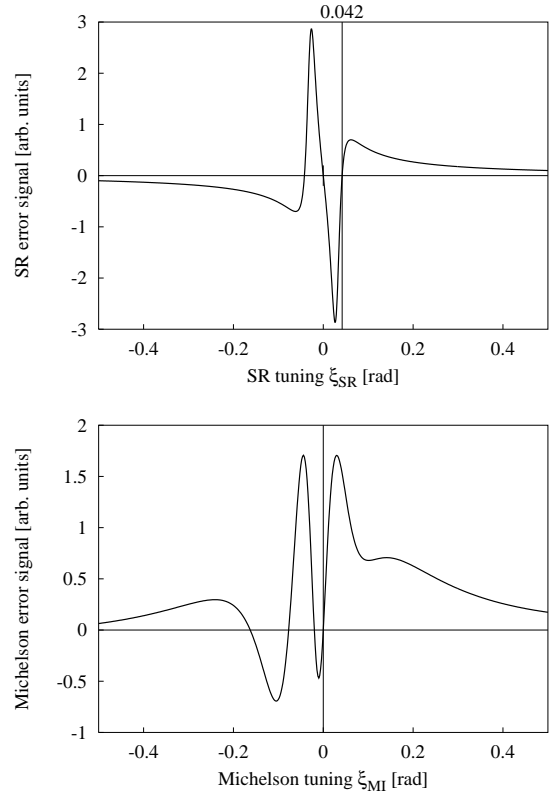 0.042
3
2
1
0
-1
-2
-3
SR error signal [arb. units]
-0.4 -0.2 0 0.2 0.4
SR tuning ξSR [rad]
2
1.5
1
0.5
0
-0.5
-1
Michelson error signal [arb. units]
-0.4 -0.2 0 0.2 0.4
Michelson tuning ξMI [rad]